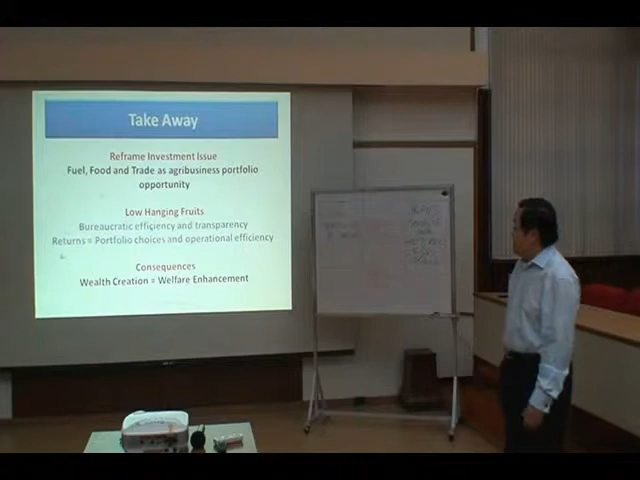 Take Away
Reframe Investment Issue
Fuel, Food and Trade as agribusiness portfolio
opportunity
Low Hanging Fruits
Bureaucratic efficiency and transparency
Returns = Portfolio choices and operational efficiency
Consequences
Wealth Creation = Welfare Enhancement